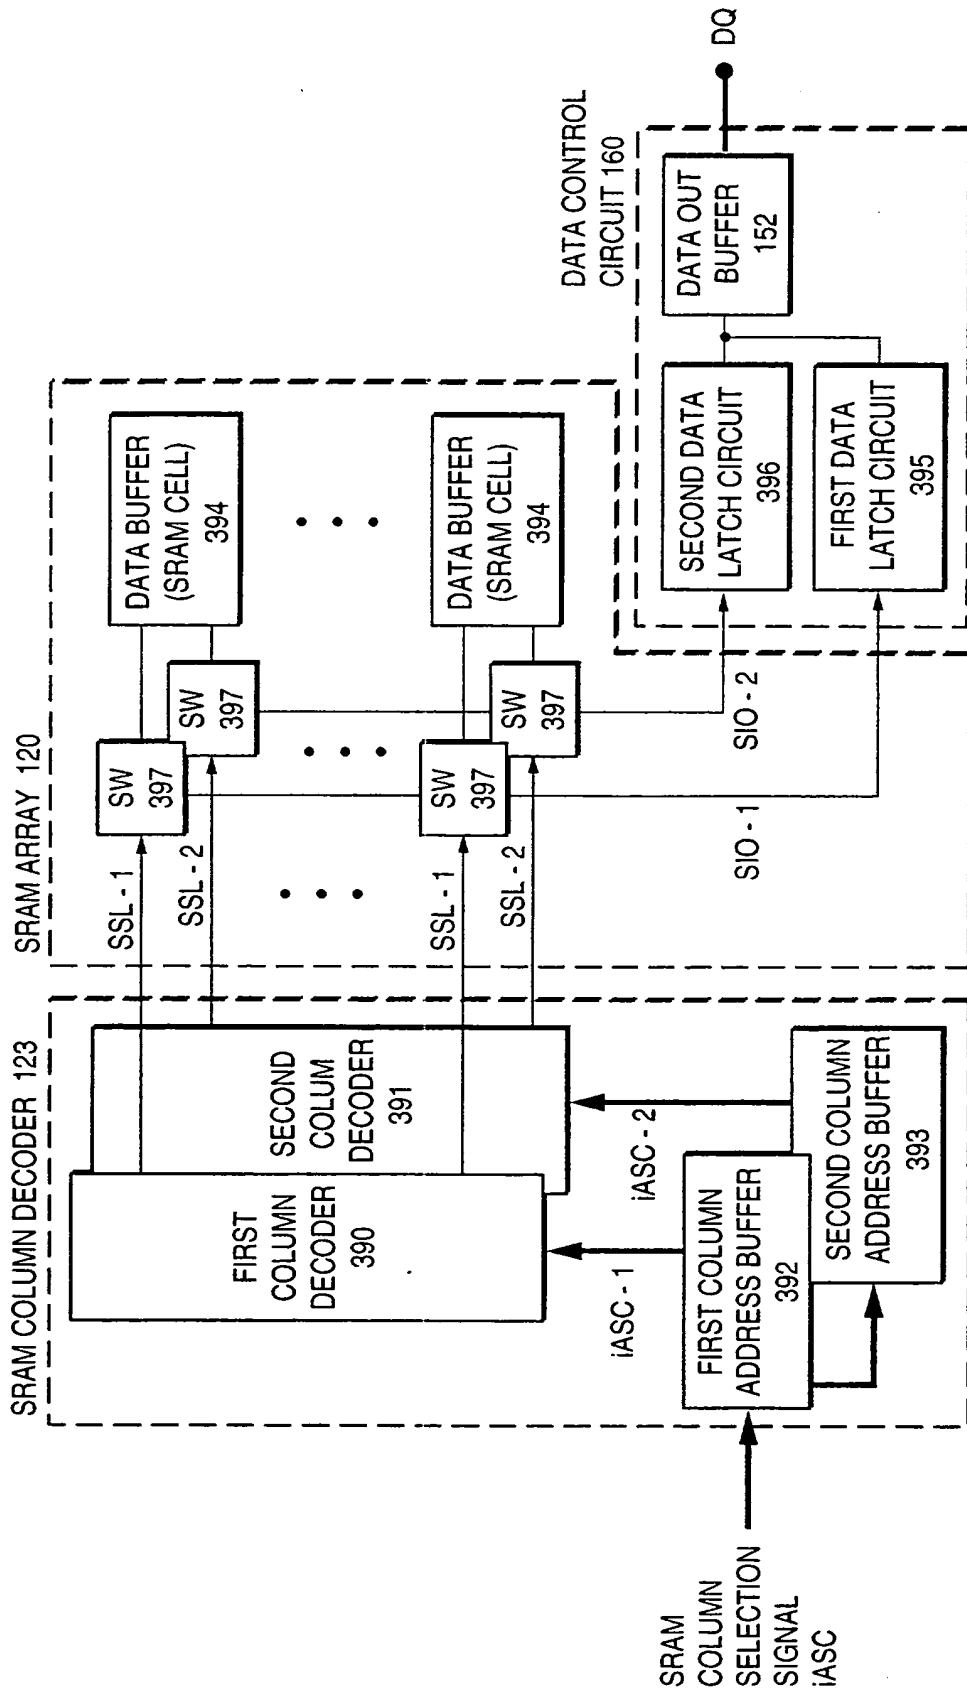 SRAM COLUMN DECODER 123
FIRST
COLUMN
DECODER
390
SECOND
COLUM
DECODER
391
iASC - 1
iASC - 2
FIRST COLUMN
ADDRESS BUFFER
392
SECOND COLUMN
ADDRESS BUFFER
393
SRAM
COLUMN
SELECTION
SIGNAL
iASC
SRAM ARRAY 120
SSL - 1
SSL - 2
SSL - 1
SSL - 2
SW
397
SW
397
SW
397
SW
397
DATA BUFFER
(SRAM CELL)
394
DATA BUFFER
(SRAM CELL)
394
SIO - 1
SIO - 2
DATA CONTROL
CIRCUIT 160
SECOND DATA
LATCH CIRCUIT
396
FIRST DATA
LATCH CIRCUIT
395
DATA OUT
BUFFER
152
DQ